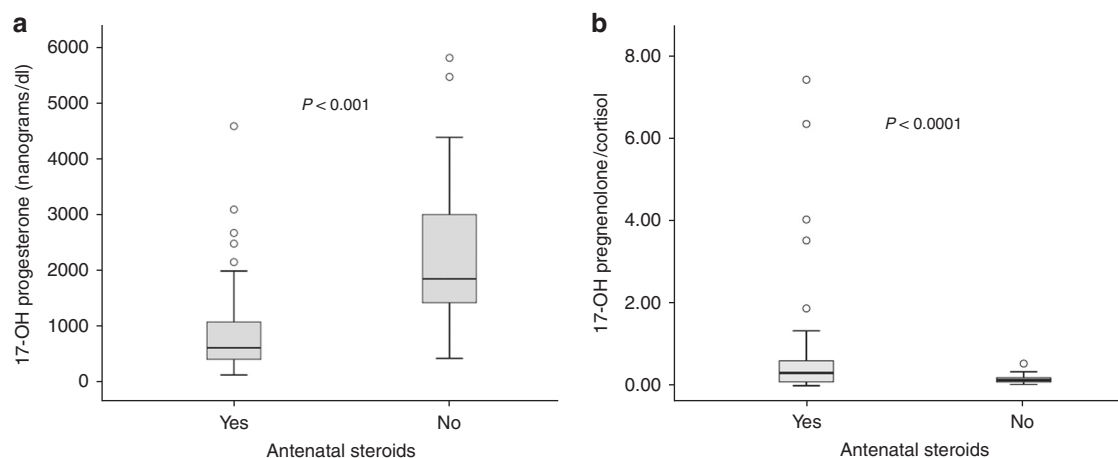 a
17-OH progesterone (nanograms/dl)
6000
5000
4000
3000
2000
1000
0
P < 0.001
Yes
No
Antenatal steroids
b
17-OH pregnenolone/cortisol
8.00
6.00
4.00
2.00
0.00
P < 0.0001
Yes
No
Antenatal steroids